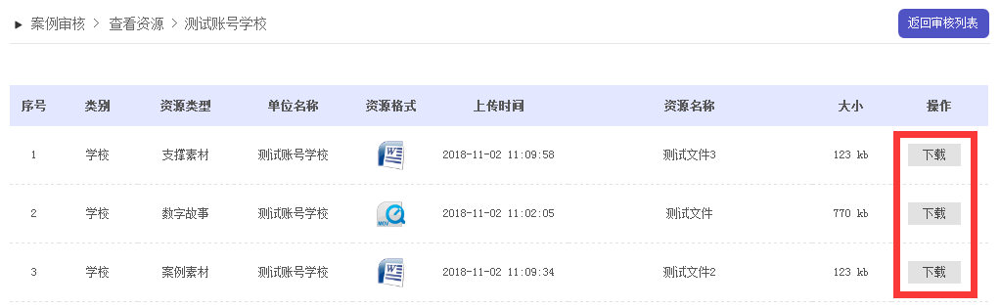 案例审核 > 查看资源 > 测试账号学校 返回审核列表
序号 类别 资源类型 单位名称 资源格式 上传时间 资源名称 大小 操作
1 学校 支撑素材 测试账号学校 W 2018-11-02 11:09:58 测试文件3 123 kb 下载
2 学校 数字故事 测试账号学校 MOV 2018-11-02 11:02:05 测试文件 770 kb 下载
3 学校 案例素材 测试账号学校 W 2018-11-02 11:09:34 测试文件2 123 kb 下载